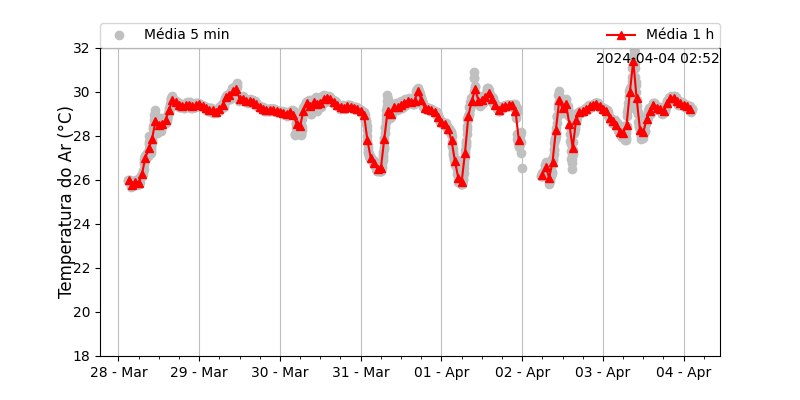 Média 5 min
Média 1 h
2024-04-04 02:52
Temperatura do Ar (°C)
32
30
28
26
24
22
20
18
28 - Mar
29 - Mar
30 - Mar
31 - Mar
01 - Apr
02 - Apr
03 - Apr
04 - Apr